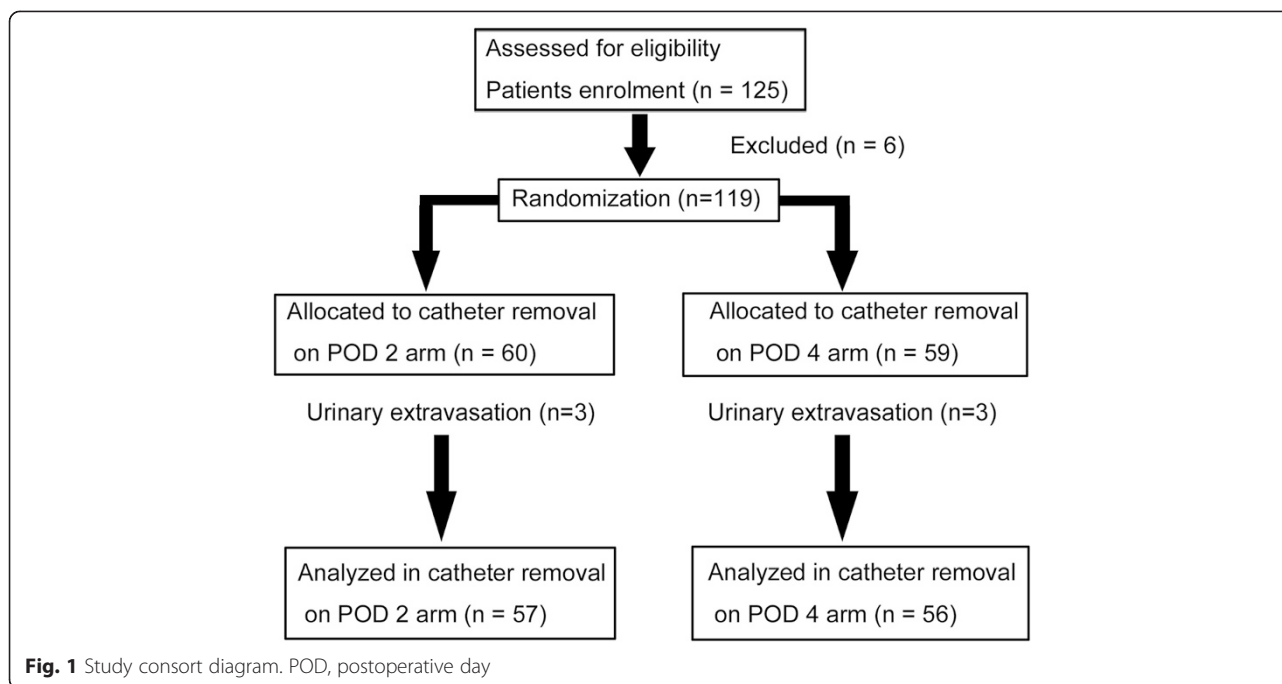 Assessed for eligibility
Patients enrolment (n = 125)
Excluded (n = 6)
Randomization (n=119)
Allocated to catheter removal
on POD 2 arm (n = 60)
Allocated to catheter removal
on POD 4 arm (n = 59)
Urinary extravasation (n=3)
Urinary extravasation (n=3)
Analyzed in catheter removal
on POD 2 arm (n = 57)
Analyzed in catheter removal
on POD 4 arm (n = 56)
Fig. 1 Study consort diagram. POD, postoperative day